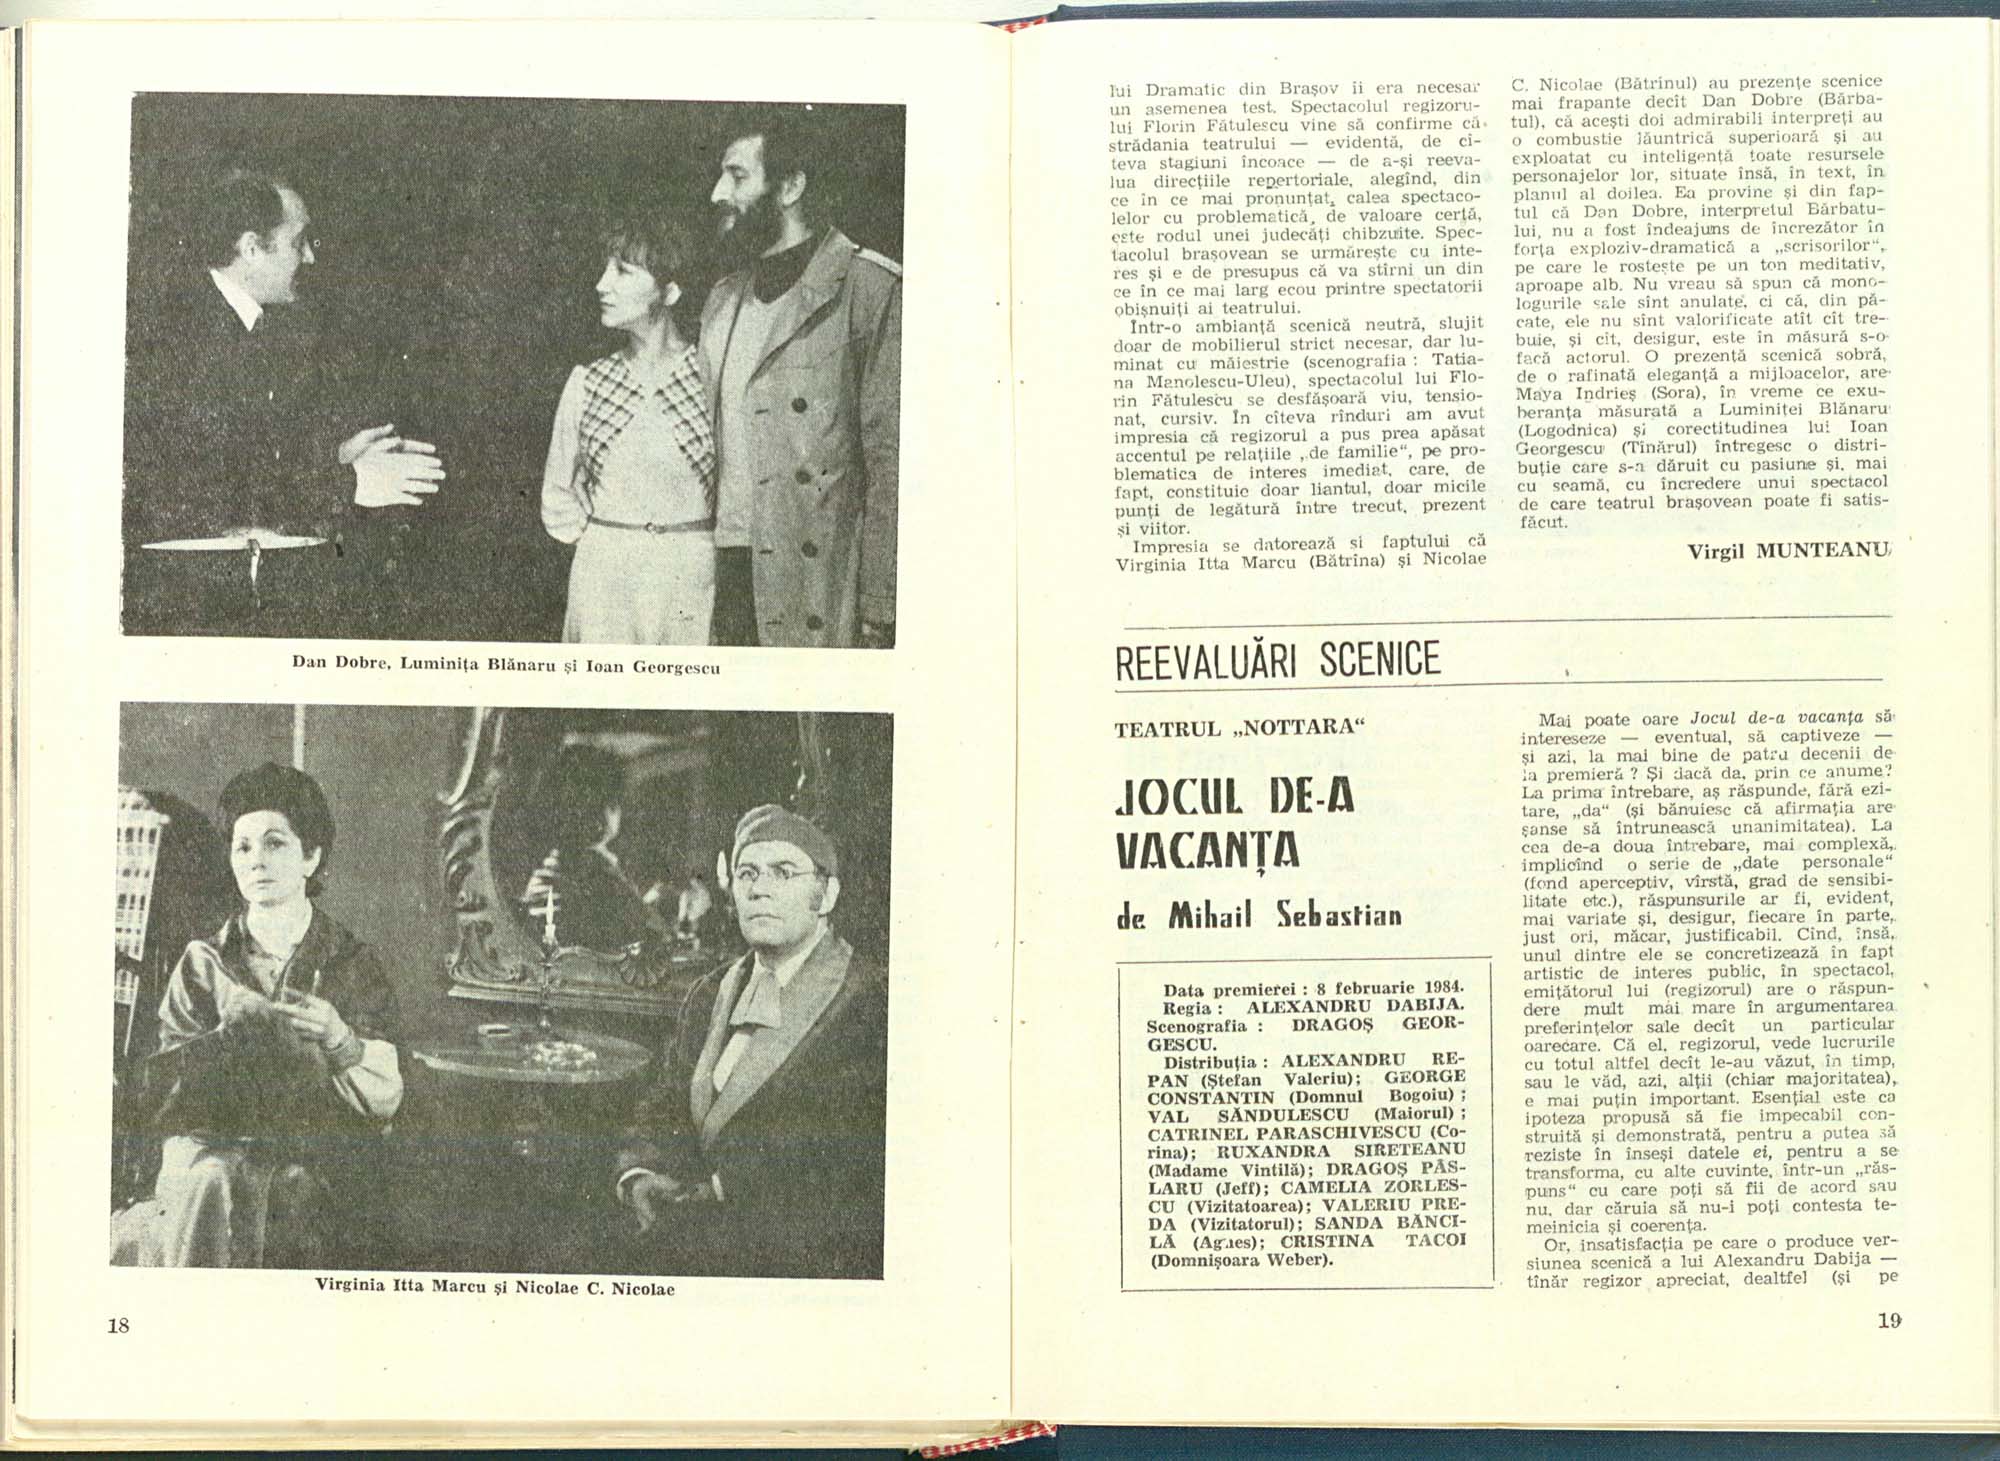 Dan Dobre, Luminița Blănaru și Ioan Georgescu
Virginia Itta Marcu și Nicolae C. Nicolae
18
lui Dramatic din Brașov îi era necesar
un asemenea test. Spectacolul regizoru-
lui Florin Fătulescu vine să confirme că
strădania teatrului — evidentă, de cî-
teva stagiuni încoace — de a-și reeva-
lua direcțiile repertoriale, alegînd, din
ce în ce mai pronunțat, calea spectaco-
lelor cu problematică, de valoare certă,
este rodul unei judecăți chibzuite. Spec-
tacolul brașovean se urmărește cu inte-
res și e de presupus că va stîrni un din
ce în ce mai larg ecou printre spectatorii
obișnuiți ai teatrului.
Într-o ambianță scenică neutră, slujit
doar de mobilierul strict necesar, dar lu-
minat cu măiestrie (scenografia : Tatia-
na Manolescu-Uleu), spectacolul lui Flo-
rin Fătulescu se desfășoară viu, tensio-
nat, cursiv. În cîteva rînduri am avut
impresia că regizorul a pus prea apăsat
accentul pe relațiile „de familie“, pe pro-
blematica de interes imediat, care, de
fapt, constituie doar liantul, doar micile
punți de legătură între trecut, prezent
și viitor.
Impresia se datorează și faptului că
Virginia Itta Marcu (Bătrîna) și Nicolae
C. Nicolae (Bătrînul) au prezențe scenice
mai frapante decît Dan Dobre (Bărba-
tul), că acești doi admirabili interpreți au
o combustie lăuntrică superioară și au
exploatat cu inteligență toate resursele
personajelor lor, situate însă, în text, în
planul al doilea. Ea provine și din fap-
tul că Dan Dobre, interpretul Bărbatu-
lui, nu a fost îndeajuns de încrezător în
forța exploziv-dramatică a „scrisorilor“,
pe care le rostește pe un ton meditativ,
aproape alb. Nu vreau să spun că mono-
logurile sale sînt anulate, ci că, din pă-
cate, ele nu sînt valorificate atît cît tre-
buie, și cît, desigur, este în măsură s-o
facă actorul. O prezență scenică sobră,
de o rafinată eleganță a mijloacelor, are
Maya Indrieș (Sora), în vreme ce exu-
beranța măsurată a Luminiței Blănaru
(Logodnica) și corectitudinea lui Ioan
Georgescu (Tînărul) întregesc o distri-
buție care s-a dăruit cu pasiune și, mai
cu seamă, cu încredere unui spectacol
de care teatrul brașovean poate fi satis-
făcut.
Virgil MUNTEANU
REEVALUĂRI SCENICE
TEATRUL „NOTTARA“
JOCUL DE-A
VACANȚA
de Mihail Sebastian
Data premierei : 8 februarie 1984.
Regia : ALEXANDRU DABIJA.
Scenografia : DRAGOȘ GEOR-
GESCU.
Distribuția : ALEXANDRU RE-
PAN (Ștefan Valeriu); GEORGE
CONSTANTIN (Domnul Bogoiu) ;
VAL SĂNDULESCU (Maiorul) ;
CATRINEL PARASCHIVESCU (Co-
rina); RUXANDRA SIRETEANU
(Madame Vintilă); DRAGOȘ PÂS-
LARU (Jeff); CAMELIA ZORLES-
CU (Vizitatoarea); VALERIU PRE-
DA (Vizitatorul); SANDA BĂNCI-
LĂ (Agnes); CRISTINA TACOI
(Domnișoara Weber).
Mai poate oare Jocul de-a vacanța să
intereseze — eventual, să captiveze —
și azi, la mai bine de patru decenii de
la premieră ? Și dacă da, prin ce anume?
La prima întrebare, aș răspunde, fără ezi-
tare, „da“ (și bănuiesc că afirmația are
șanse să întrunească unanimitatea). La
cea de-a doua întrebare, mai complexă,
implicînd o serie de „date personale“
(fond aperceptiv, vîrstă, grad de sensibi-
litate etc.), răspunsurile ar fi, evident,
mai variate și, desigur, fiecare în parte,
just ori, măcar, justificabil. Cînd, însă,
unul dintre ele se concretizează în fapt
artistic de interes public, în spectacol,
emițătorul lui (regizorul) are o răspun-
dere mult mai mare în argumentarea
preferințelor sale decît un particular
oarecare. Că el, regizorul, vede lucrurile
cu totul altfel decît le-au văzut, în timp,
sau le văd, azi, alții (chiar majoritatea),
e mai puțin important. Esențial este ca
ipoteza propusă să fie impecabil con-
struită și demonstrată, pentru a putea să
reziste în înseși datele ei, pentru a se
transforma, cu alte cuvinte, într-un „răs-
puns“ cu care poți să fii de acord sau
nu, dar căruia să nu-i poți contesta te-
meinicia și coerența.
Or, insatisfacția pe care o produce ver-
siunea scenică a lui Alexandru Dabija —
tînăr regizor apreciat, dealtfel (și pe
19